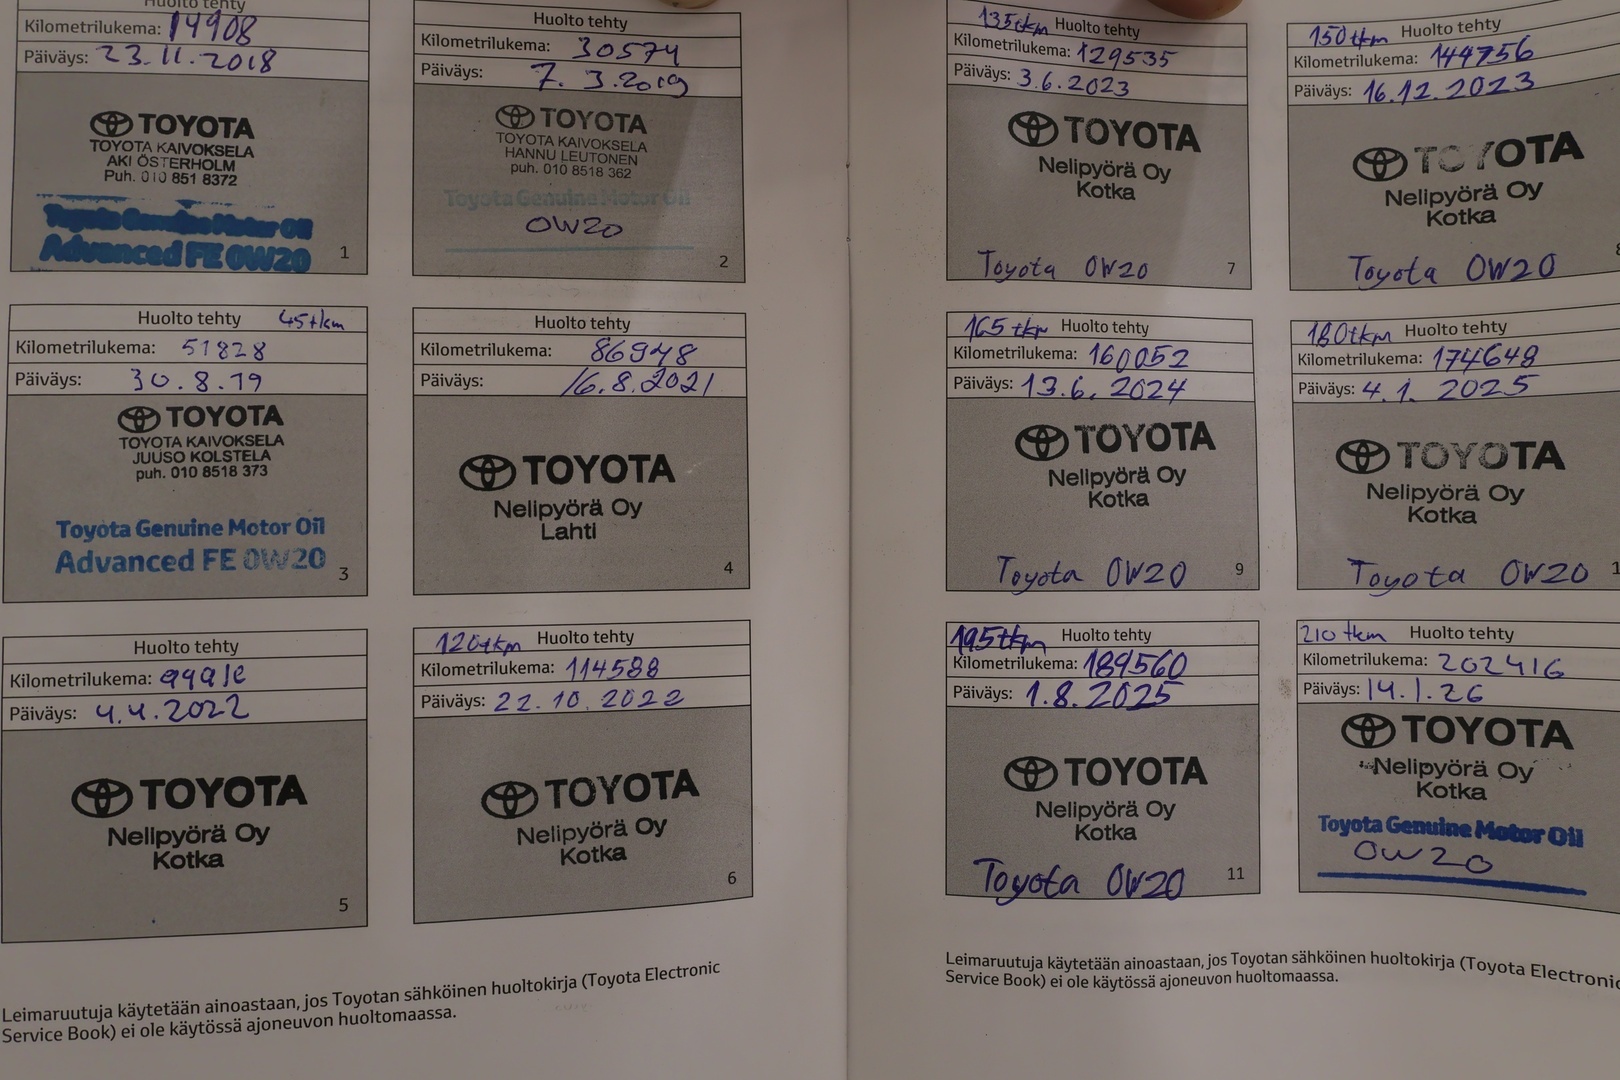 Huolto tehty
Kilometrilukema: 14908
Päiväys: 23.11.2018
TOYOTA
TOYOTA KAIVOKSELA
AKI ÖSTERHOLM
Puh. 010 851 8372
Toyota Genuine Motor Oil
Advanced FE 0W20
1
Huolto tehty
Kilometrilukema: 30574
Päiväys: 7.3.2019
TOYOTA
TOYOTA KAIVOKSELA
HANNU LEUTONEN
puh. 010 8518 362
Toyota Genuine Motor Oil
0W20
2
Huolto tehty 45tkm
Kilometrilukema: 51828
Päiväys: 30.8.19
TOYOTA
TOYOTA KAIVOKSELA
JUUSO KOLSTELA
puh. 010 8518 373
Toyota Genuine Motor Oil
Advanced FE 0W20
3
Huolto tehty
Kilometrilukema: 86948
Päiväys: 16.8.2021
TOYOTA
Nelipyörä Oy
Lahti
4
Huolto tehty
Kilometrilukema:
Päiväys: 4.4.2022
TOYOTA
Nelipyörä Oy
Kotka
5
120tkm Huolto tehty
Kilometrilukema: 114588
Päiväys: 22.10.2022
TOYOTA
Nelipyörä Oy
Kotka
6
Leimaruutuja käytetään ainoastaan, jos Toyotan sähköinen huoltokirja (Toyota Electronic
Service Book) ei ole käytössä ajoneuvon huoltomaassa.
135tkm Huolto tehty
Kilometrilukema: 129535
Päiväys: 3.6.2023
TOYOTA
Nelipyörä Oy
Kotka
Toyota 0W20
7
150tkm Huolto tehty
Kilometrilukema: 144756
Päiväys: 16.12.2023
TOYOTA
Nelipyörä Oy
Kotka
Toyota 0W20
165tkm Huolto tehty
Kilometrilukema: 160052
Päiväys: 13.6.2024
TOYOTA
Nelipyörä Oy
Kotka
Toyota 0W20
9
180tkm Huolto tehty
Kilometrilukema: 174648
Päiväys: 4.1.2025
TOYOTA
Nelipyörä Oy
Kotka
Toyota 0W20
195tkm Huolto tehty
Kilometrilukema: 189560
Päiväys: 1.8.2025
TOYOTA
Nelipyörä Oy
Kotka
Toyota 0W20
11
210 tkm Huolto tehty
Kilometrilukema: 202416
Päiväys: 14.1.26
TOYOTA
Nelipyörä Oy
Kotka
Toyota Genuine Motor Oil
0W20
Leimaruutuja käytetään ainoastaan, jos Toyotan sähköinen huoltokirja (Toyota Electronic
Service Book) ei ole käytössä ajoneuvon huoltomaassa.